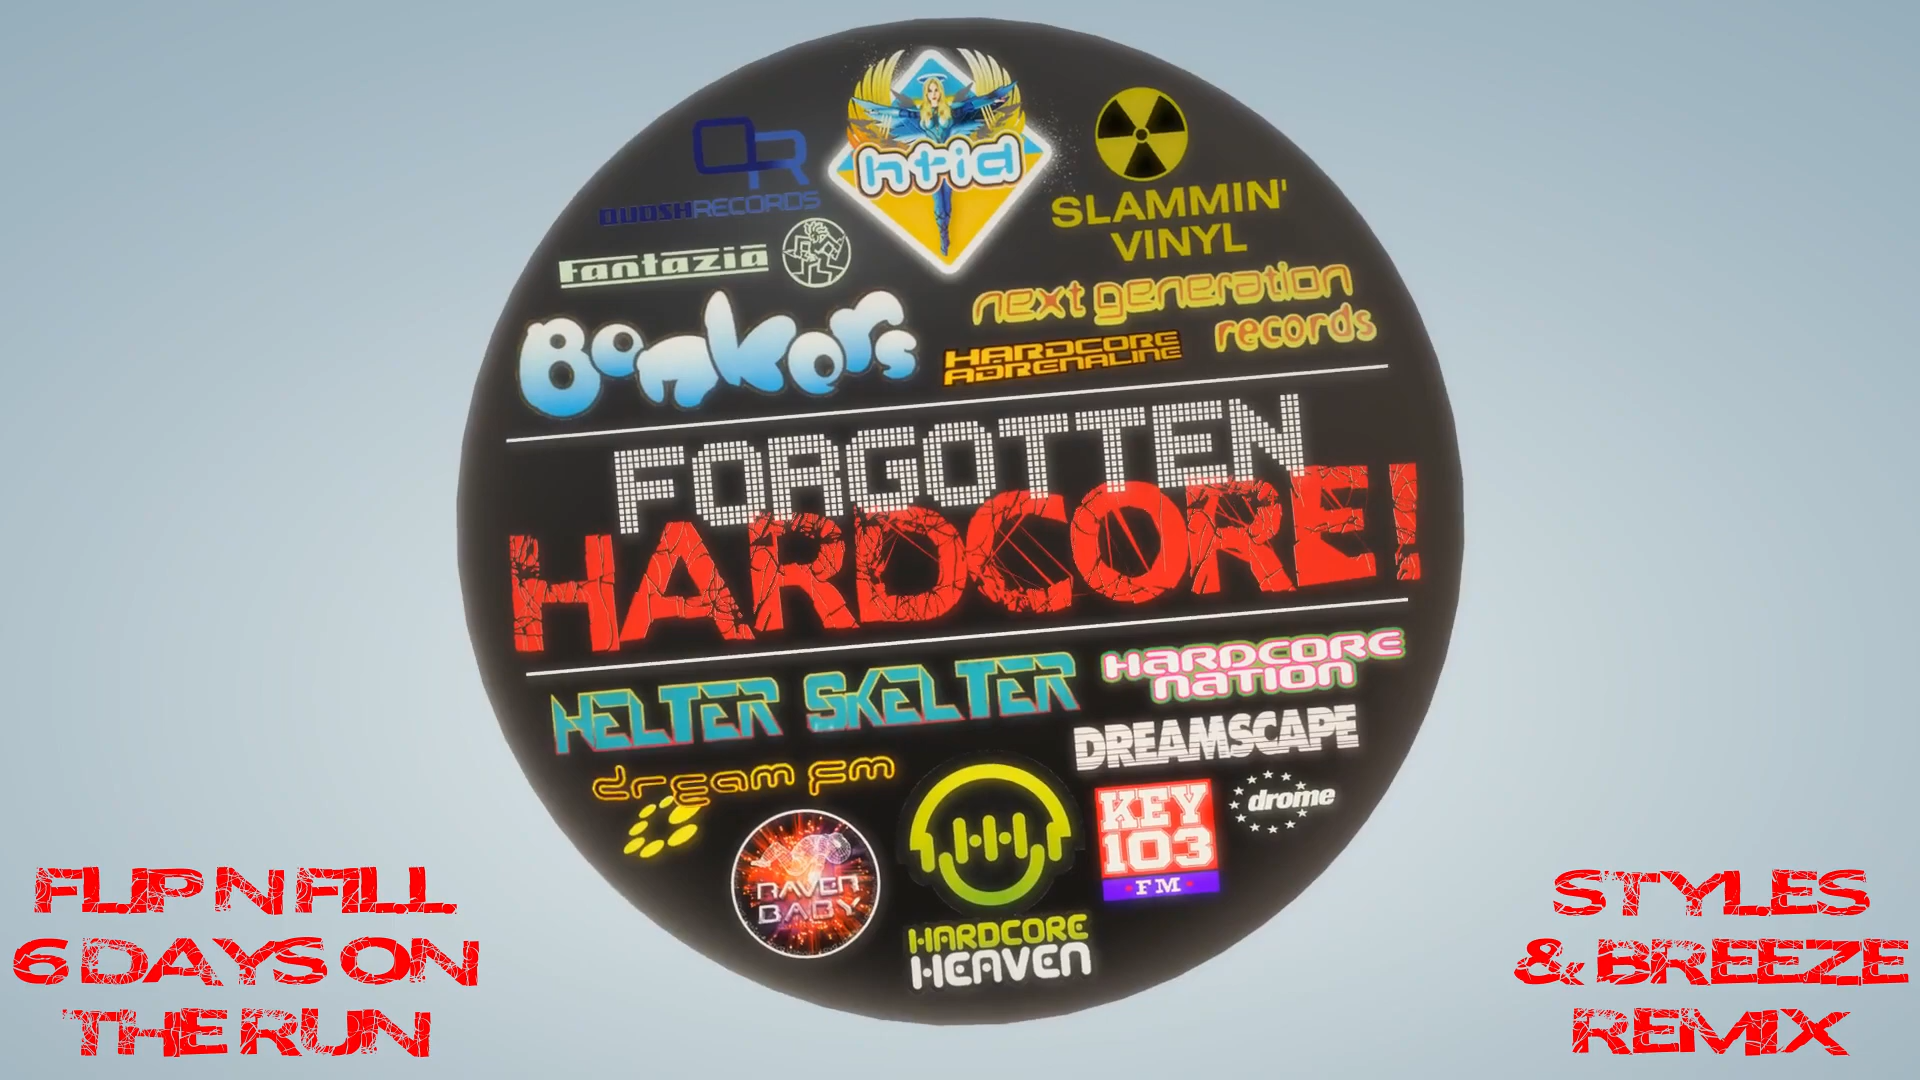 QR
QUOSH RECORDS
htid
SLAMMIN'
VINYL
Fantazia
Bonkers
next generation
records
HARDCORE
ADRENALINE
FORGOTTEN
HARDCORE!
HELTER SKELTER
HARDCORE
NATION
DREAMSCAPE
dream fm
drome
RAVER
BABY
KEY
103
FM
HARDCORE
HEAVEN
FLIP N FILL
6 DAYS ON
THE RUN
STYLES
& BREEZE
REMIX